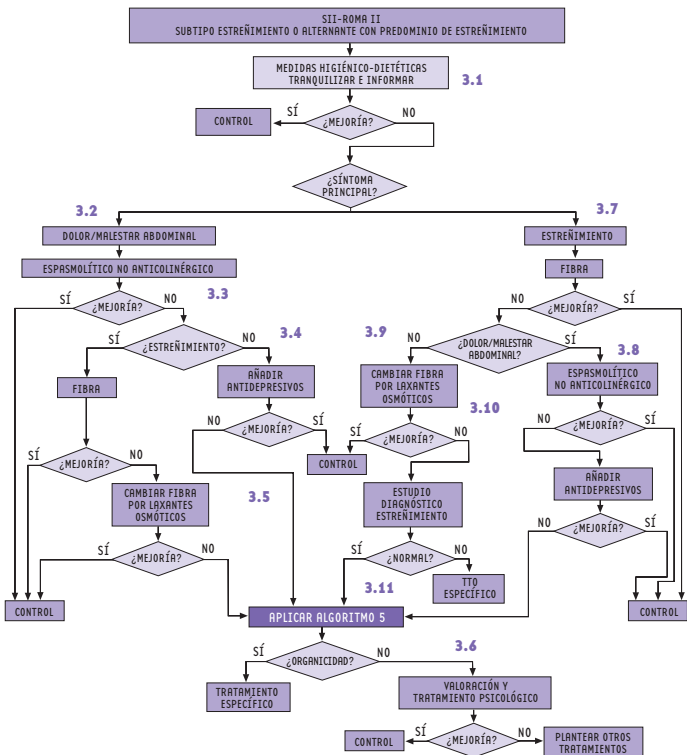 SII-ROMA II
SUBTIPO ESTREÑIMIENTO O ALTERNANTE CON PREDOMINIO DE ESTREÑIMIENTO
MEDIDAS HIGIÉNICO-DIETÉTICAS
TRANQUILIZAR E INFORMAR
3.1
CONTROL
SÍ
¿MEJORÍA?
NO
¿SÍNTOMA
PRINCIPAL?
3.2
DOLOR/MALESTAR ABDOMINAL
ESPASMOLÍTICO NO ANTICOLINÉRGICO
SÍ
¿MEJORÍA?
NO
3.3
SÍ
¿ESTREÑIMIENTO?
NO
3.4
FIBRA
AÑADIR
ANTIDEPRESIVOS
NO
¿MEJORÍA?
SÍ
CONTROL
SÍ
¿MEJORÍA?
NO
3.5
CAMBIAR FIBRA
POR LAXANTES
OSMÓTICOS
SÍ
¿MEJORÍA?
NO
CONTROL
3.7
ESTREÑIMIENTO
FIBRA
NO
¿MEJORÍA?
SÍ
3.9
NO
¿DOLOR/MALESTAR
ABDOMINAL?
SÍ
3.8
CAMBIAR FIBRA
POR LAXANTES
OSMÓTICOS
ESPASMOLÍTICO
NO ANTICOLINÉRGICO
3.10
SÍ
¿MEJORÍA?
NO
¿MEJORÍA?
SÍ
NO
ESTUDIO
DIAGNÓSTICO
ESTREÑIMIENTO
AÑADIR
ANTIDEPRESIVOS
NO
¿MEJORÍA?
SÍ
SÍ
¿NORMAL?
NO
3.11
TTO
ESPECÍFICO
CONTROL
APLICAR ALGORITMO 5
SÍ
¿ORGANICIDAD?
NO
3.6
TRATAMIENTO
ESPECÍFICO
VALORACIÓN Y
TRATAMIENTO PSICOLÓGICO
CONTROL
SÍ
¿MEJORÍA?
NO
PLANTEAR OTROS
TRATAMIENTOS